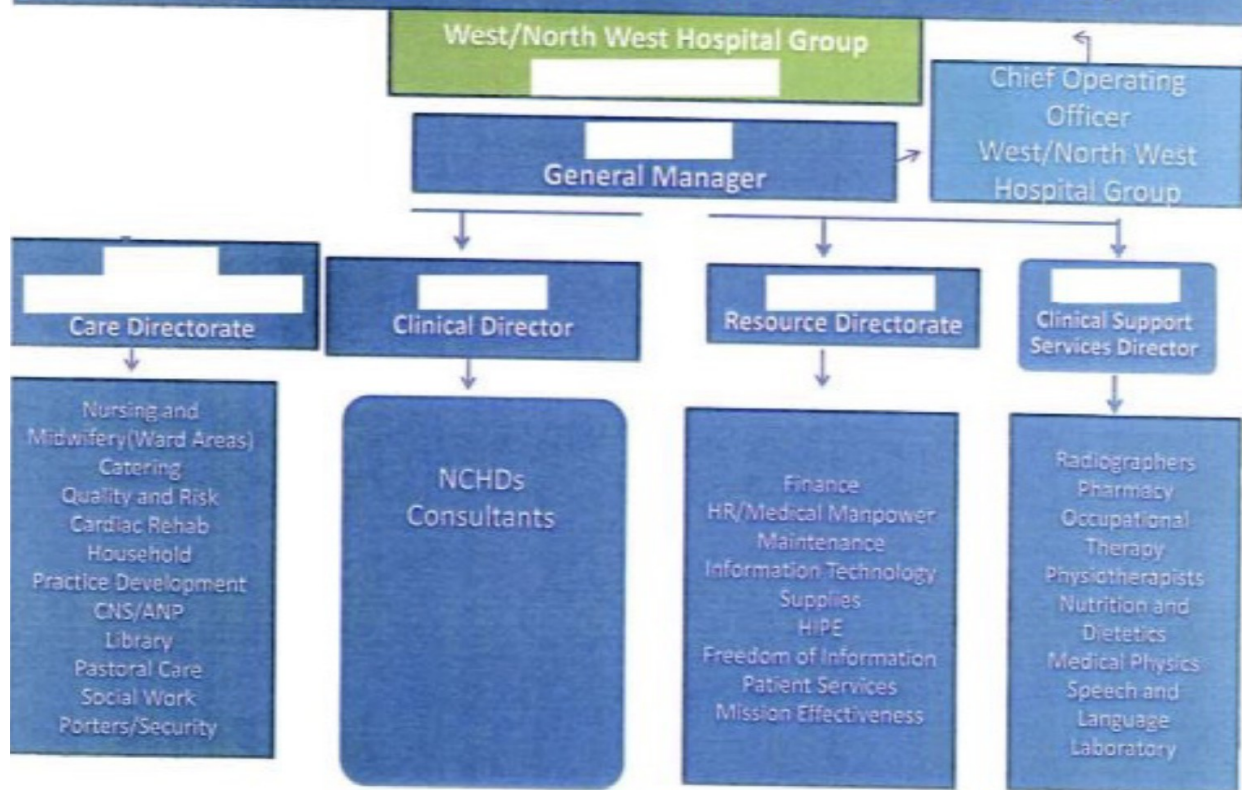 West/North West Hospital Group
Chief Operating
Officer
West/North West
Hospital Group
General Manager
Care Directorate
Clinical Director
Resource Directorate
Clinical Support
Services Director
Nursing and
Midwifery(Ward Areas)
Catering
Quality and Risk
Cardiac Rehab
Household
Practice Development
CNS/ANP
Library
Pastoral Care
Social Work
Porters/Security
NCHDs
Consultants
Finance
HR/Medical Manpower
Maintenance
Information Technology
Supplies
HIPE
Freedom of Information
Patient Services
Mission Effectiveness
Radiographers
Pharmacy
Occupational
Therapy
Physiotherapists
Nutrition and
Dietetics
Medical Physics
Speech and
Language
Laboratory